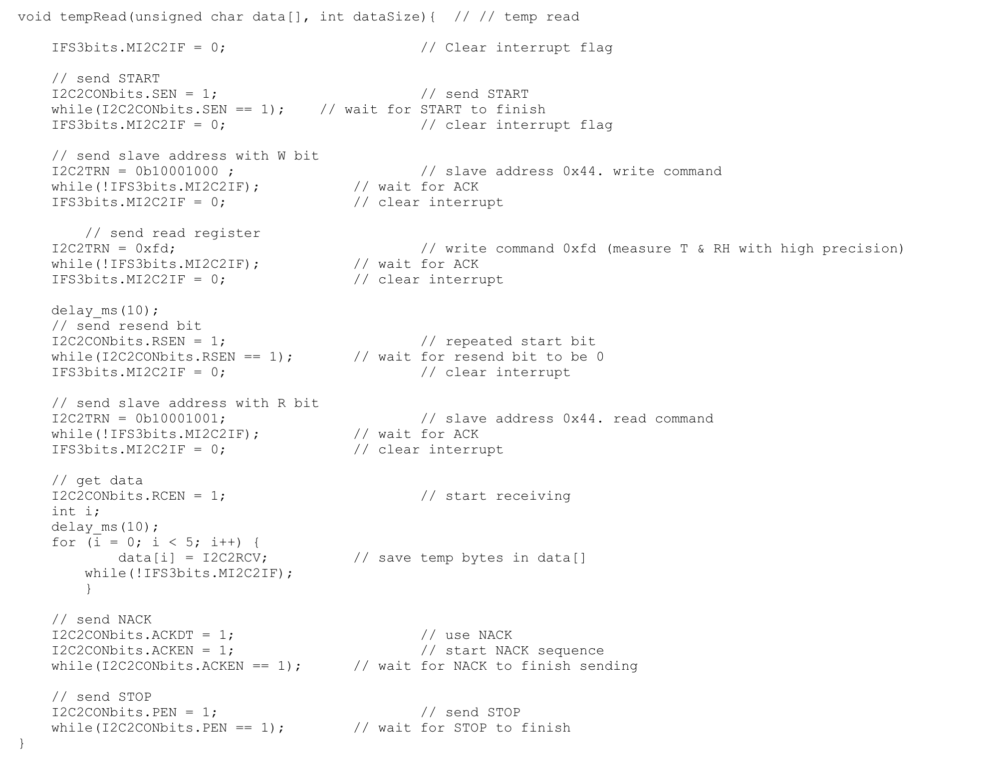 void tempRead(unsigned char data[], int dataSize){  // // temp read
IFS3bits.MI2C2IF = 0;                       // Clear interrupt flag
// send START
I2C2CONbits.SEN = 1;                        // send START
while(I2C2CONbits.SEN == 1);    // wait for START to finish
IFS3bits.MI2C2IF = 0;                       // clear interrupt flag
// send slave address with W bit
I2C2TRN = 0b10001000 ;                      // slave address 0x44. write command
while(!IFS3bits.MI2C2IF);           // wait for ACK
IFS3bits.MI2C2IF = 0;               // clear interrupt
// send read register
I2C2TRN = 0xfd;                             // write command 0xfd (measure T & RH with high precision)
while(!IFS3bits.MI2C2IF);           // wait for ACK
IFS3bits.MI2C2IF = 0;               // clear interrupt
delay_ms(10);
// send resend bit
I2C2CONbits.RSEN = 1;                       // repeated start bit
while(I2C2CONbits.RSEN == 1);       // wait for resend bit to be 0
IFS3bits.MI2C2IF = 0;                       // clear interrupt
// send slave address with R bit
I2C2TRN = 0b10001001;                       // slave address 0x44. read command
while(!IFS3bits.MI2C2IF);           // wait for ACK
IFS3bits.MI2C2IF = 0;               // clear interrupt
// get data
I2C2CONbits.RCEN = 1;                       // start receiving
int i;
delay_ms(10);
for (i = 0; i < 5; i++) {
data[i] = I2C2RCV;          // save temp bytes in data[]
while(!IFS3bits.MI2C2IF);
}
// send NACK
I2C2CONbits.ACKDT = 1;                      // use NACK
I2C2CONbits.ACKEN = 1;                      // start NACK sequence
while(I2C2CONbits.ACKEN == 1);      // wait for NACK to finish sending
// send STOP
I2C2CONbits.PEN = 1;                        // send STOP
while(I2C2CONbits.PEN == 1);        // wait for STOP to finish
}